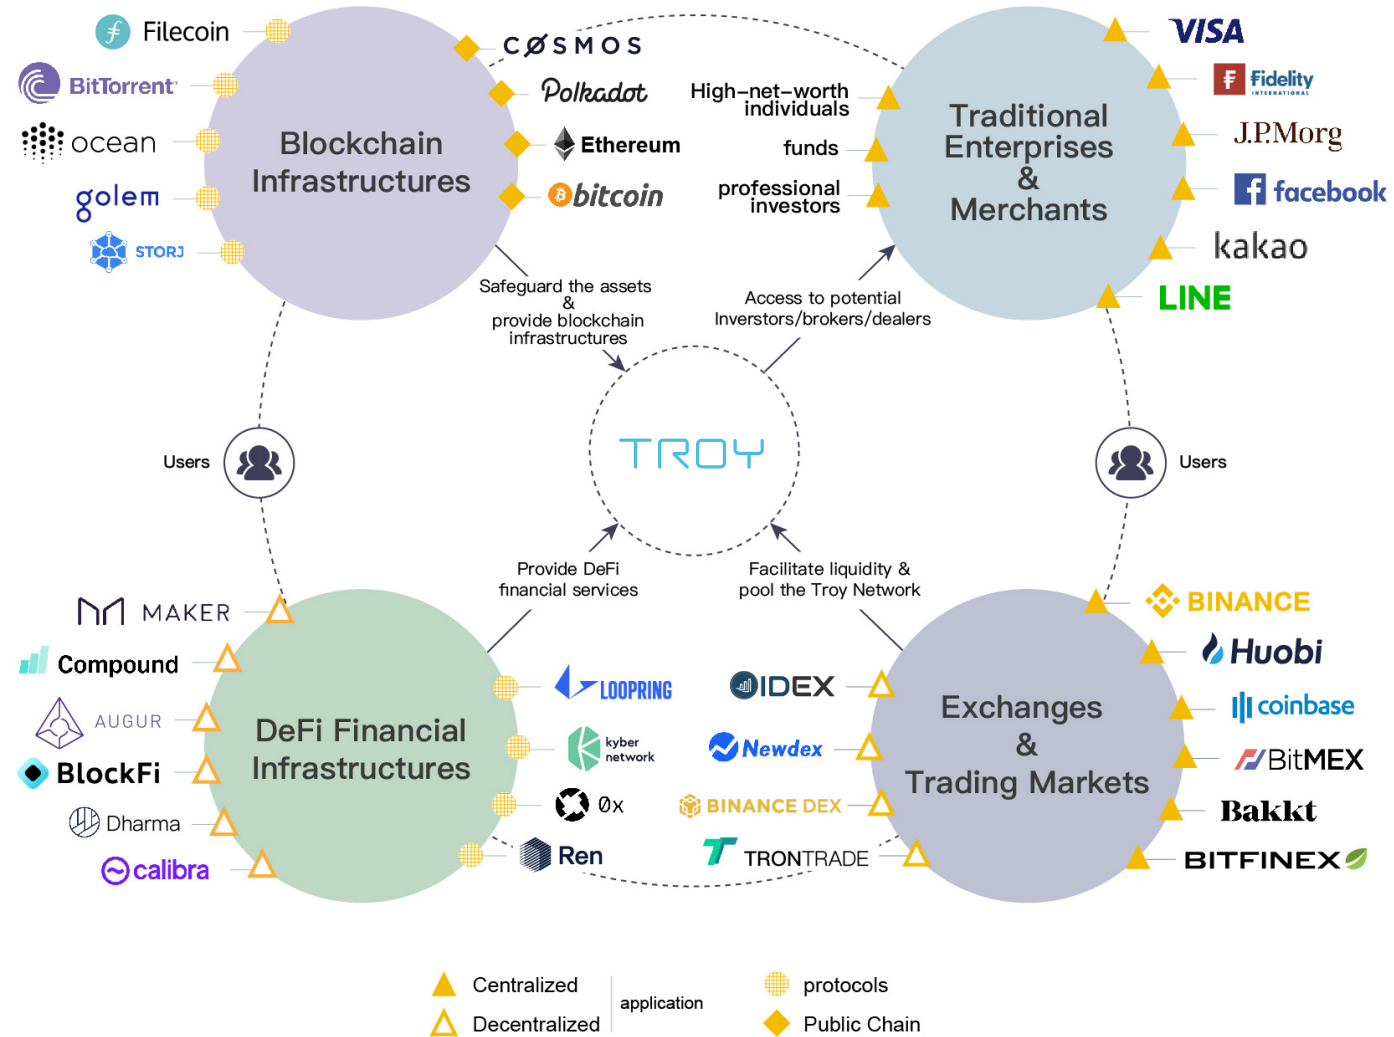 Filecoin
BitTorrent
ocean
golem
STORJ
Blockchain
Infrastructures
COSMOS
Polkadot
Ethereum
bitcoin
High-net-worth
individuals
funds
professional
investors
Traditional
Enterprises
&
Merchants
VISA
Fidelity
INTERNATIONAL
J.P.Morg
facebook
kakao
LINE
Safeguard the assets
&
provide blockchain
infrastructures
Access to potential
Inverstors/brokers/dealers
Users
TROY
Users
Provide DeFi
financial services
Facilitate liquidity &
pool the Troy Network
MAKER
Compound
AUGUR
BlockFi
Dharma
calibra
DeFi Financial
Infrastructures
LOOPRING
kyber
network
0x
Ren
IDEX
Newdex
BINANCE DEX
TRONTRADE
Exchanges
&
Trading Markets
BINANCE
Huobi
coinbase
BitMEX
Bakkt
BITFINEX
Centralized
Decentralized
application
protocols
Public Chain